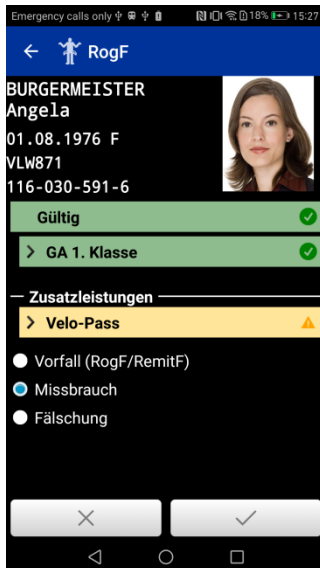 Emergency calls only 18% 15:27
RogF
BURGERMEISTER
Angela
01.08.1976 F
VLW871
116-030-591-6
Gültig
GA 1. Klasse
Zusatzleistungen
Velo-Pass
Vorfall (RogF/RemitF)
Missbrauch
Fälschung